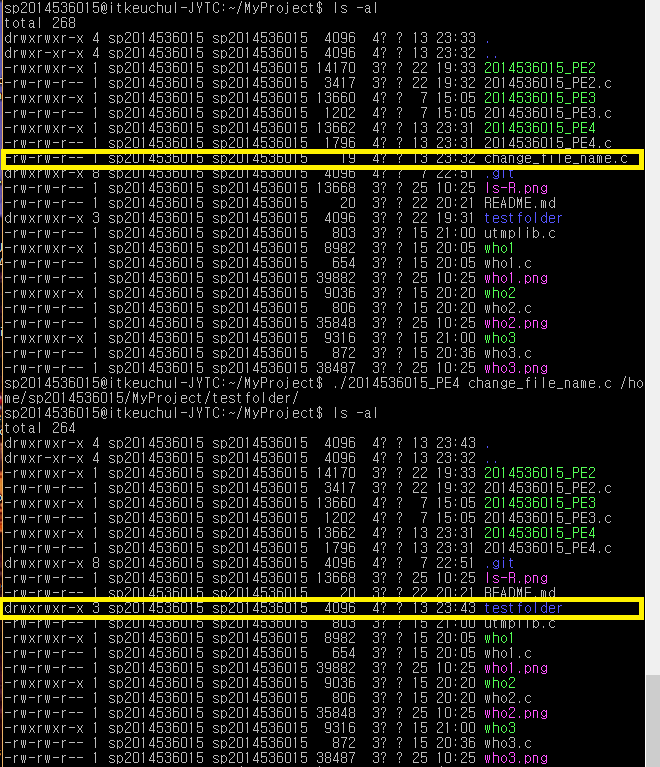 sp2014536015@itkeuchul-JYTC:~/MyProject$ ls -al
total 268
drwxrwxr-x 4 sp2014536015 sp2014536015 4096 4? ? 13 23:33 .
drwxr-xr-x 4 sp2014536015 sp2014536015 4096 4? ? 13 23:32 ..
-rwxrwxr-x 1 sp2014536015 sp2014536015 14170 3? ? 22 19:33 2014536015_PE2
-rw-rw-r-- 1 sp2014536015 sp2014536015 3417 3? ? 22 19:32 2014536015_PE2.c
-rwxrwxr-x 1 sp2014536015 sp2014536015 13660 4? ? 7 15:05 2014536015_PE3
-rw-rw-r-- 1 sp2014536015 sp2014536015 1202 4? ? 7 15:05 2014536015_PE3.c
-rwxrwxr-x 1 sp2014536015 sp2014536015 13662 4? ? 13 23:31 2014536015_PE4
-rw-rw-r-- 1 sp2014536015 sp2014536015 1796 4? ? 13 23:31 2014536015_PE4.c
-rw-rw-r-- 1 sp2014536015 sp2014536015 19 4? ? 13 23:32 change_file_name.c
drwxrwxr-x 8 sp2014536015 sp2014536015 4096 4? ? 7 22:51 .git
-rw-rw-r-- 1 sp2014536015 sp2014536015 13668 3? ? 25 10:25 ls-R.png
-rw-rw-r-- 1 sp2014536015 sp2014536015 20 3? ? 22 20:21 README.md
drwxrwxr-x 3 sp2014536015 sp2014536015 4096 3? ? 22 19:31 testfolder
-rw-rw-r-- 1 sp2014536015 sp2014536015 803 3? ? 15 21:00 utmplib.c
-rwxrwxr-x 1 sp2014536015 sp2014536015 8982 3? ? 15 20:05 who1
-rw-rw-r-- 1 sp2014536015 sp2014536015 654 3? ? 15 20:05 who1.c
-rw-rw-r-- 1 sp2014536015 sp2014536015 39882 3? ? 25 10:25 who1.png
-rwxrwxr-x 1 sp2014536015 sp2014536015 9036 3? ? 15 20:20 who2
-rw-rw-r-- 1 sp2014536015 sp2014536015 806 3? ? 15 20:20 who2.c
-rw-rw-r-- 1 sp2014536015 sp2014536015 35848 3? ? 25 10:25 who2.png
-rwxrwxr-x 1 sp2014536015 sp2014536015 9316 3? ? 15 21:00 who3
-rw-rw-r-- 1 sp2014536015 sp2014536015 872 3? ? 15 20:36 who3.c
-rw-rw-r-- 1 sp2014536015 sp2014536015 38487 3? ? 25 10:25 who3.png
sp2014536015@itkeuchul-JYTC:~/MyProject$ ./2014536015_PE4 change_file_name.c /ho
me/sp2014536015/MyProject/testfolder/
sp2014536015@itkeuchul-JYTC:~/MyProject$ ls -al
total 264
drwxrwxr-x 4 sp2014536015 sp2014536015 4096 4? ? 13 23:43 .
drwxr-xr-x 4 sp2014536015 sp2014536015 4096 4? ? 13 23:32 ..
-rwxrwxr-x 1 sp2014536015 sp2014536015 14170 3? ? 22 19:33 2014536015_PE2
-rw-rw-r-- 1 sp2014536015 sp2014536015 3417 3? ? 22 19:32 2014536015_PE2.c
-rwxrwxr-x 1 sp2014536015 sp2014536015 13660 4? ? 7 15:05 2014536015_PE3
-rw-rw-r-- 1 sp2014536015 sp2014536015 1202 4? ? 7 15:05 2014536015_PE3.c
-rwxrwxr-x 1 sp2014536015 sp2014536015 13662 4? ? 13 23:31 2014536015_PE4
-rw-rw-r-- 1 sp2014536015 sp2014536015 1796 4? ? 13 23:31 2014536015_PE4.c
drwxrwxr-x 8 sp2014536015 sp2014536015 4096 4? ? 7 22:51 .git
-rw-rw-r-- 1 sp2014536015 sp2014536015 13668 3? ? 25 10:25 ls-R.png
-rw-rw-r-- 1 sp2014536015 sp2014536015 20 3? ? 22 20:21 README.md
drwxrwxr-x 3 sp2014536015 sp2014536015 4096 4? ? 13 23:43 testfolder
-rw-rw-r-- 1 sp2014536015 sp2014536015 803 3? ? 15 21:00 utmplib.c
-rwxrwxr-x 1 sp2014536015 sp2014536015 8982 3? ? 15 20:05 who1
-rw-rw-r-- 1 sp2014536015 sp2014536015 654 3? ? 15 20:05 who1.c
-rw-rw-r-- 1 sp2014536015 sp2014536015 39882 3? ? 25 10:25 who1.png
-rwxrwxr-x 1 sp2014536015 sp2014536015 9036 3? ? 15 20:20 who2
-rw-rw-r-- 1 sp2014536015 sp2014536015 806 3? ? 15 20:20 who2.c
-rw-rw-r-- 1 sp2014536015 sp2014536015 35848 3? ? 25 10:25 who2.png
-rwxrwxr-x 1 sp2014536015 sp2014536015 9316 3? ? 15 21:00 who3
-rw-rw-r-- 1 sp2014536015 sp2014536015 872 3? ? 15 20:36 who3.c
-rw-rw-r-- 1 sp2014536015 sp2014536015 38487 3? ? 25 10:25 who3.png